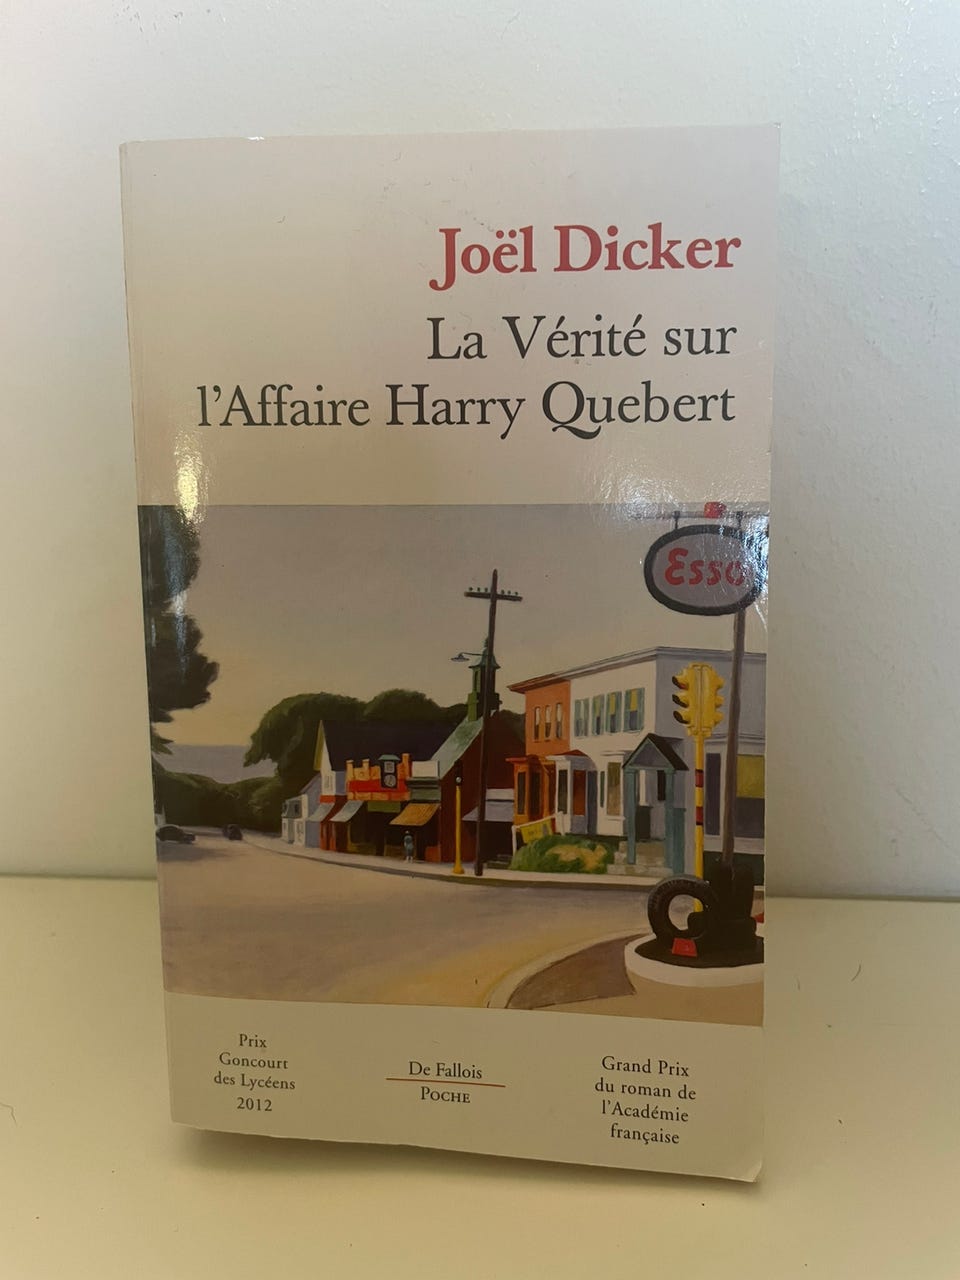 Joël Dicker
La Vérité sur
l'Affaire Harry Quebert
Esso
Prix
Goncourt
des Lycéens
2012
De Fallois
POCHE
Grand Prix
du roman de
l'Académie
française